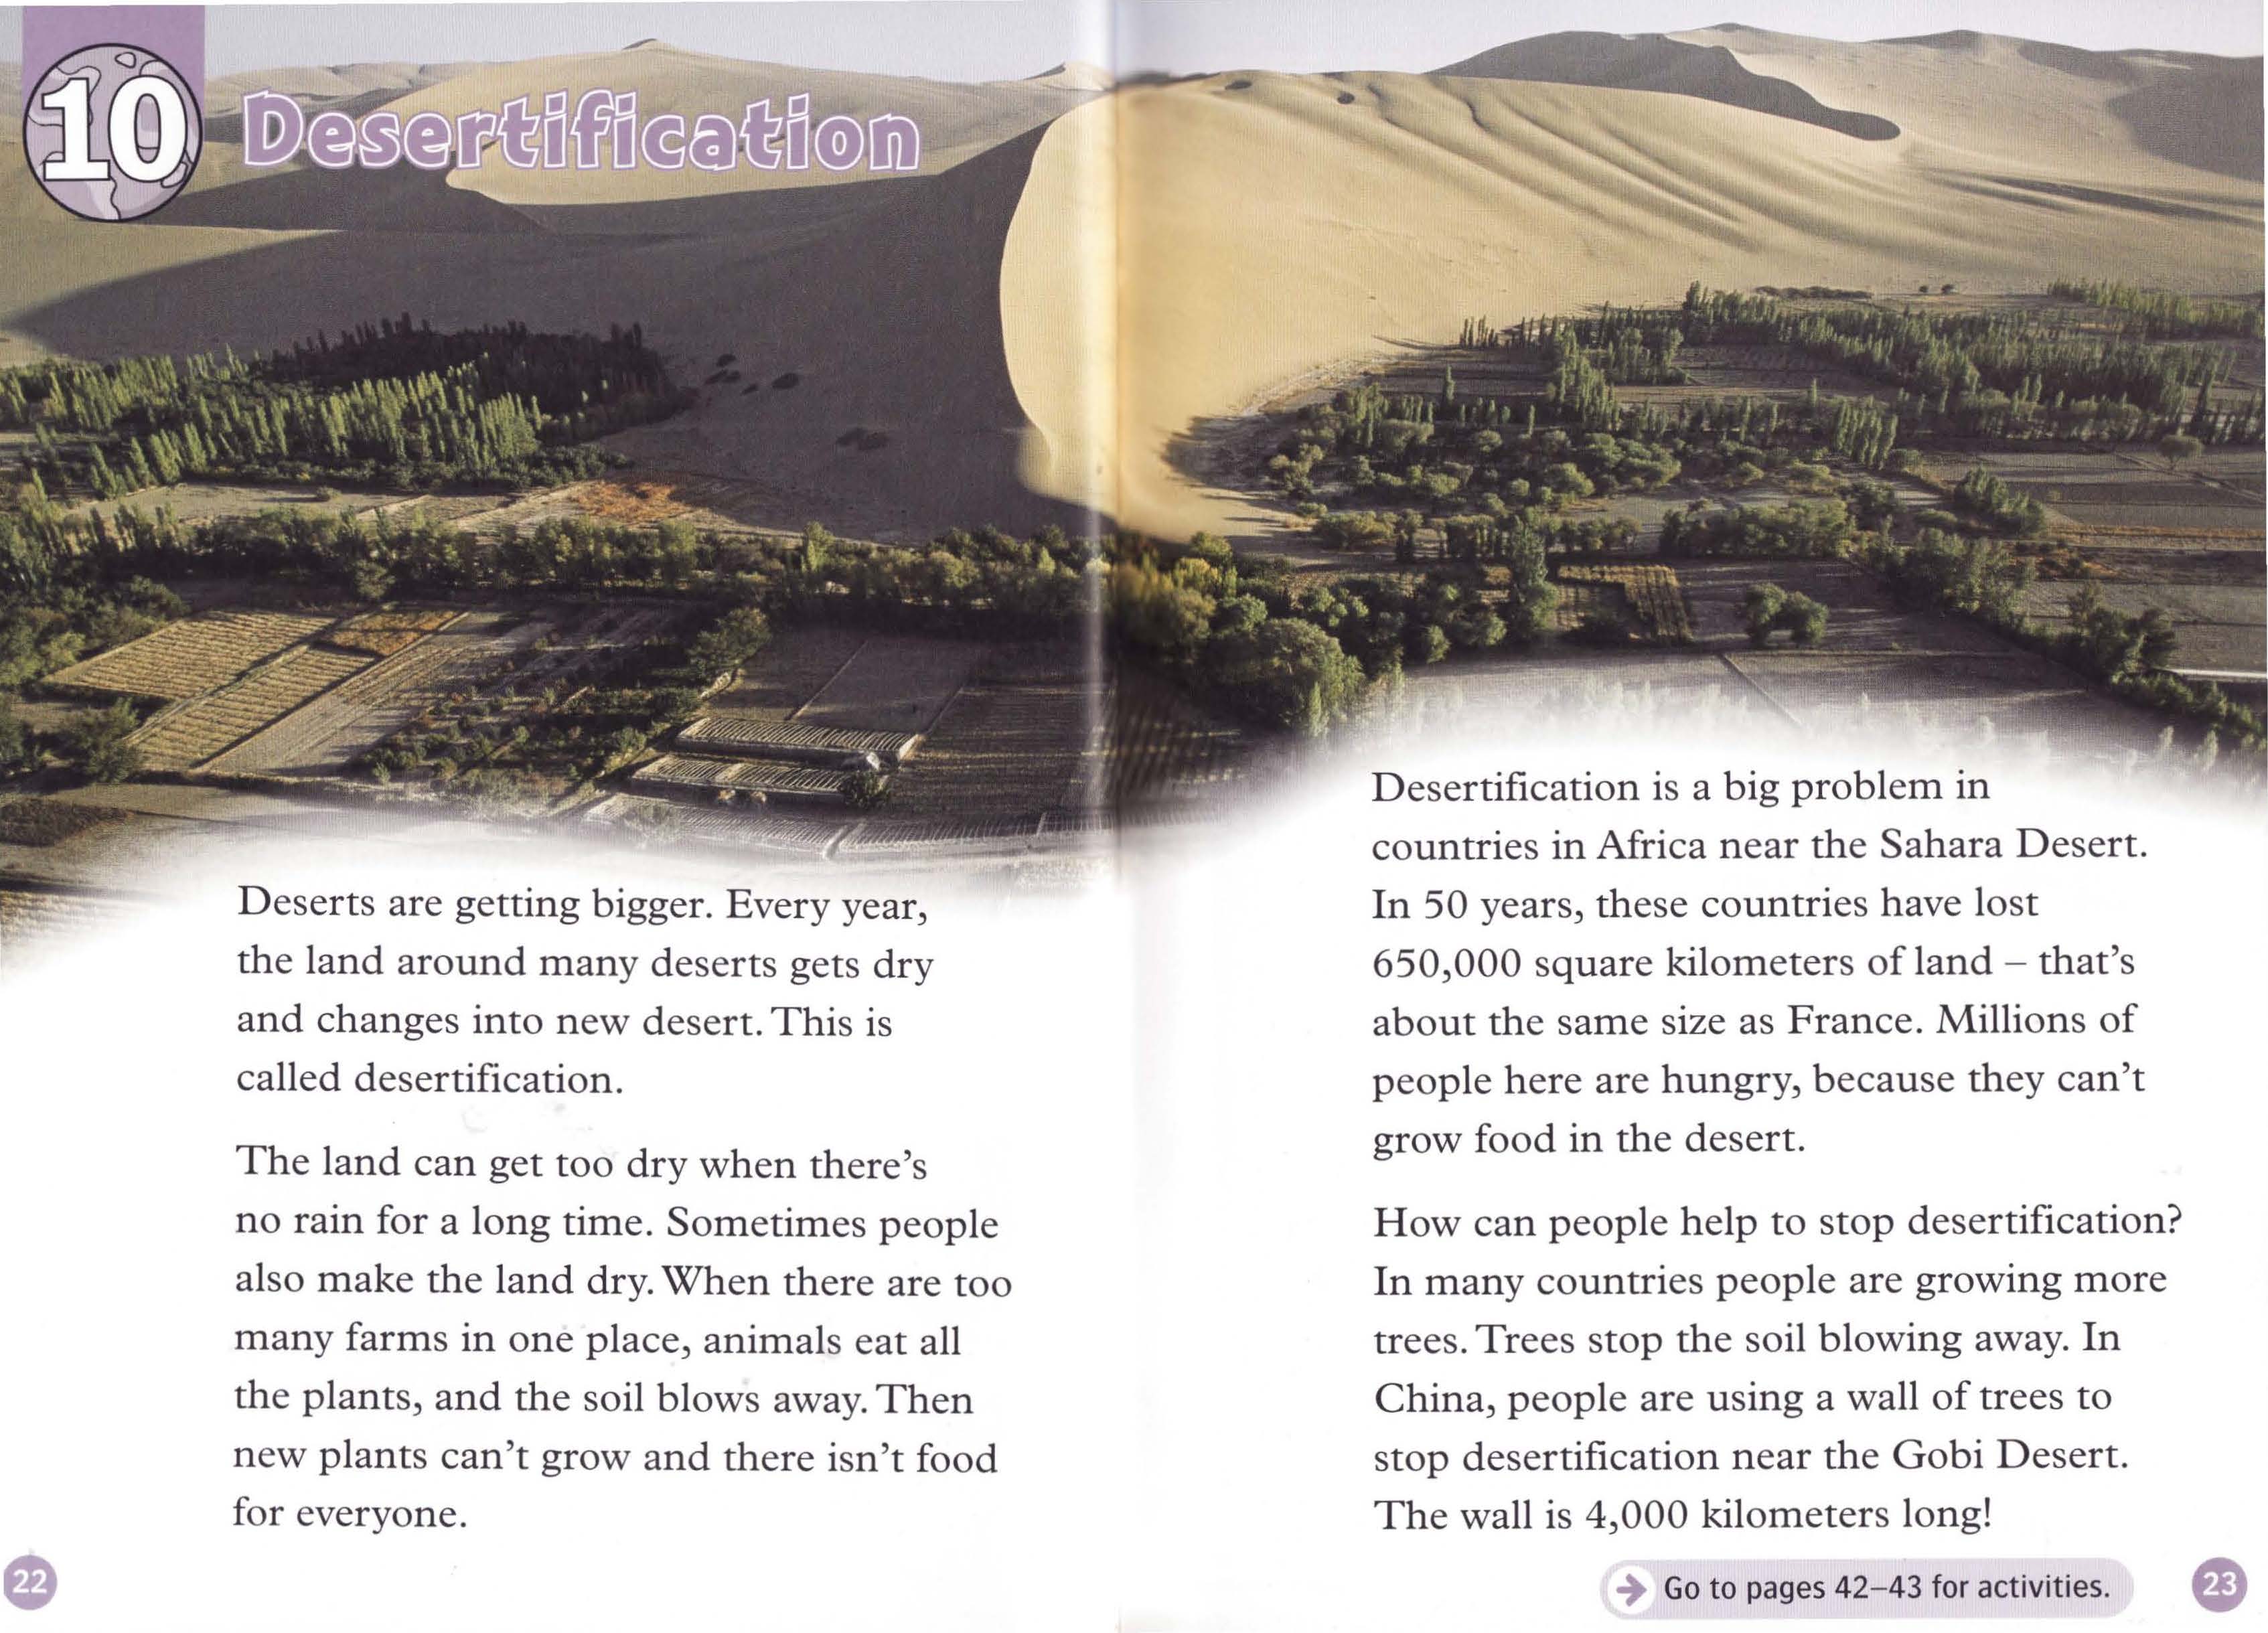 10 Desertification
Deserts are getting bigger. Every year,
the land around many deserts gets dry
and changes into new desert. This is
called desertification.
The land can get too dry when there's
no rain for a long time. Sometimes people
also make the land dry. When there are too
many farms in one place, animals eat all
the plants, and the soil blows away. Then
new plants can't grow and there isn't food
for everyone.
22
Desertification is a big problem in
countries in Africa near the Sahara Desert.
In 50 years, these countries have lost
650,000 square kilometers of land – that's
about the same size as France. Millions of
people here are hungry, because they can't
grow food in the desert.
How can people help to stop desertification?
In many countries people are growing more
trees. Trees stop the soil blowing away. In
China, people are using a wall of trees to
stop desertification near the Gobi Desert.
The wall is 4,000 kilometers long!
Go to pages 42–43 for activities.
23